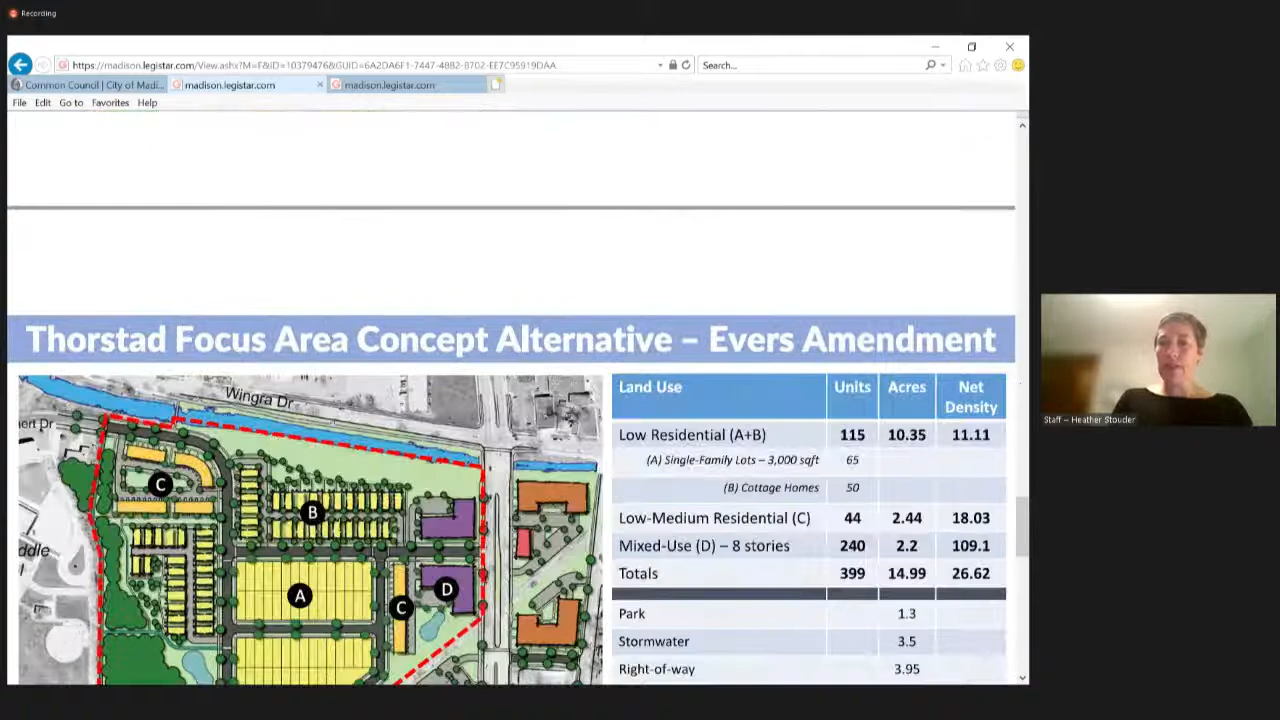 Recording
https://madison.legistar.com/View.ashx?M=F&ID=10379476&GUID=6A2DA6F1-7447-48B2-B702-EE7C95919DAA
Search...
Common Council | City of Madi...
madison.legistar.com
madison.legistar.com
File Edit Go to Favorites Help
Thorstad Focus Area Concept Alternative – Evers Amendment
Wingra Dr
C
B
A
C
D
Land Use Units Acres Net Density
Low Residential (A+B) 115 10.35 11.11
(A) Single-Family Lots – 3,000 sqft 65
(B) Cottage Homes 50
Low-Medium Residential (C) 44 2.44 18.03
Mixed-Use (D) – 8 stories 240 2.2 109.1
Totals 399 14.99 26.62
Park 1.3
Stormwater 3.5
Right-of-way 3.95
Staff – Heather Stouder